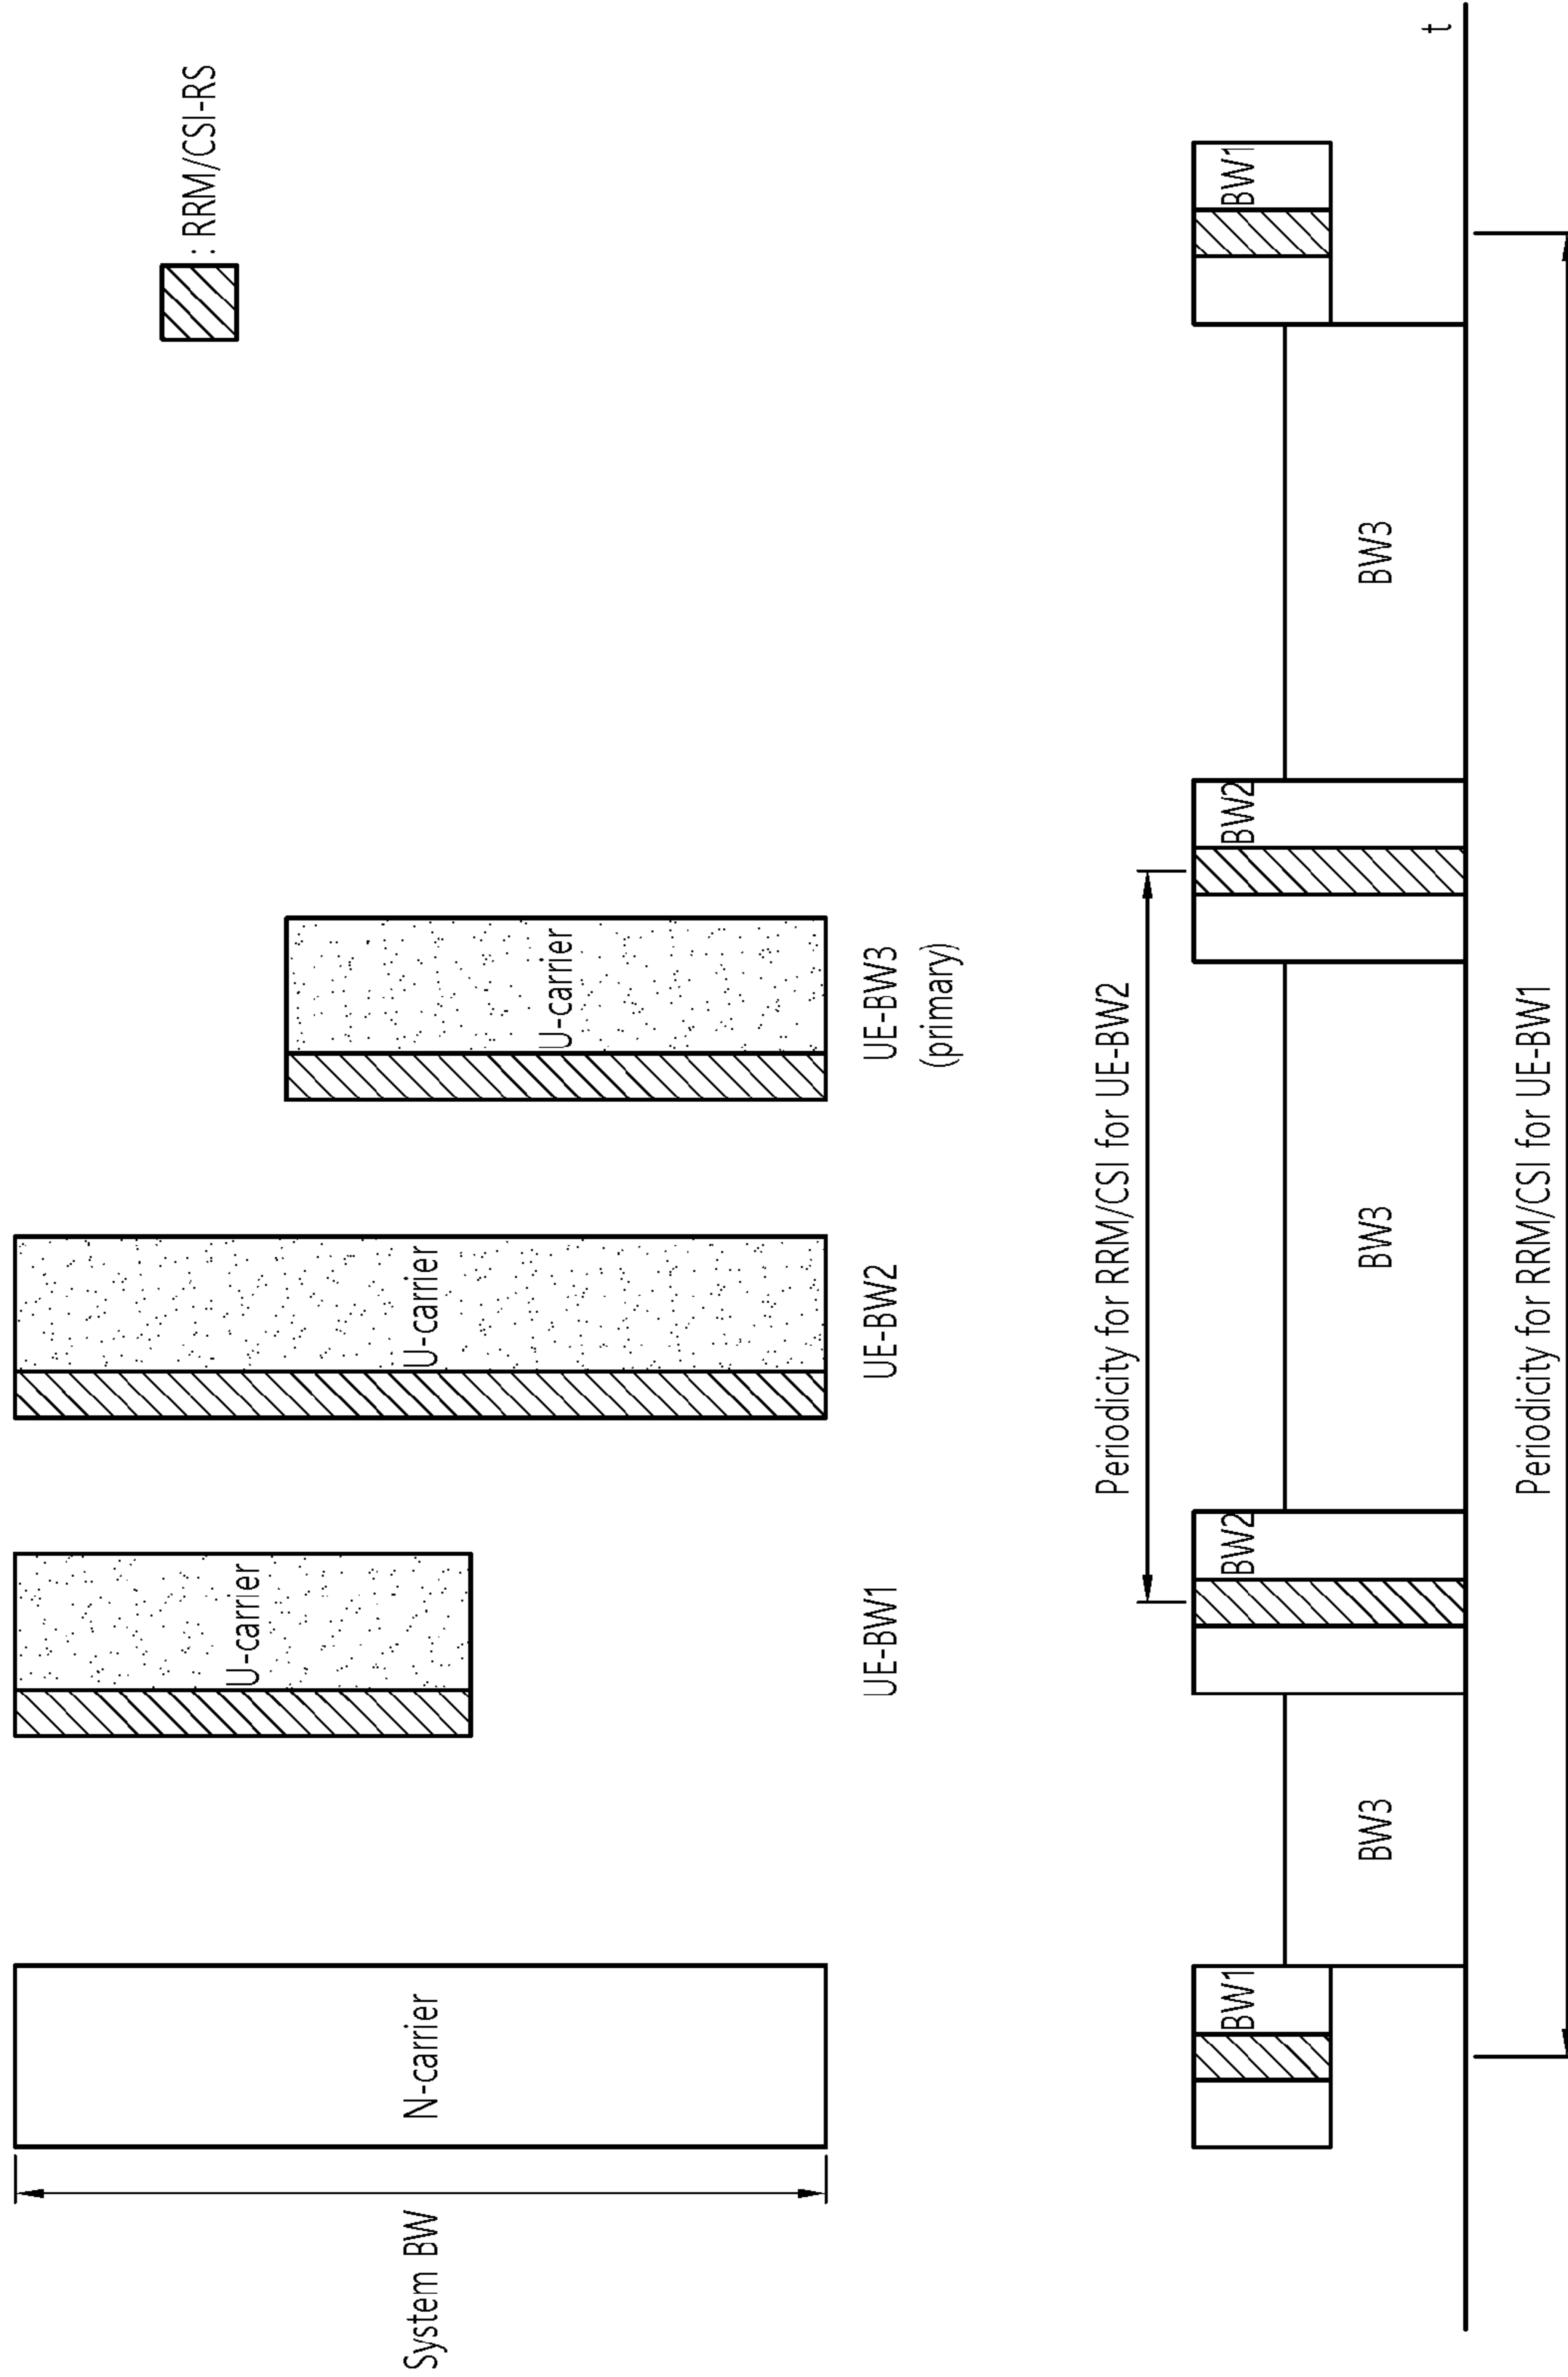 : RRM/CSI-RS
System BW
N-carrier
U-carrier
U-carrier
U-carrier
UE-BW1
UE-BW2
UE-BW3
(primary)
Periodicity for RRM/CSI for UE-BW2
BW1
BW2
BW2
BW1
BW3
BW3
BW3
t
Periodicity for RRM/CSI for UE-BW1